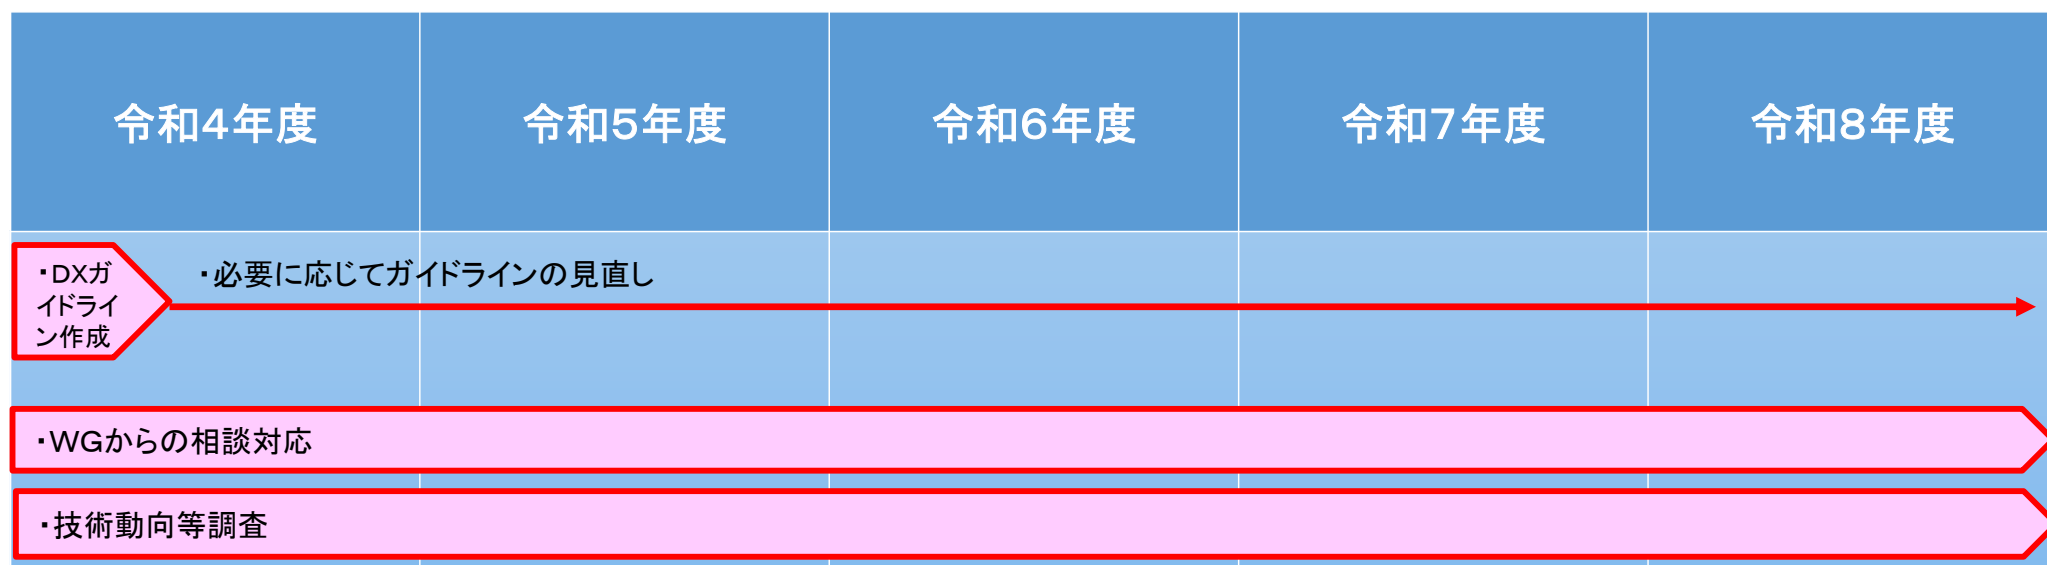 令和4年度
令和5年度
令和6年度
令和7年度
令和8年度
・DXガ
イドライ
ン作成
・必要に応じてガイドラインの見直し
・WGからの相談対応
・技術動向等調査